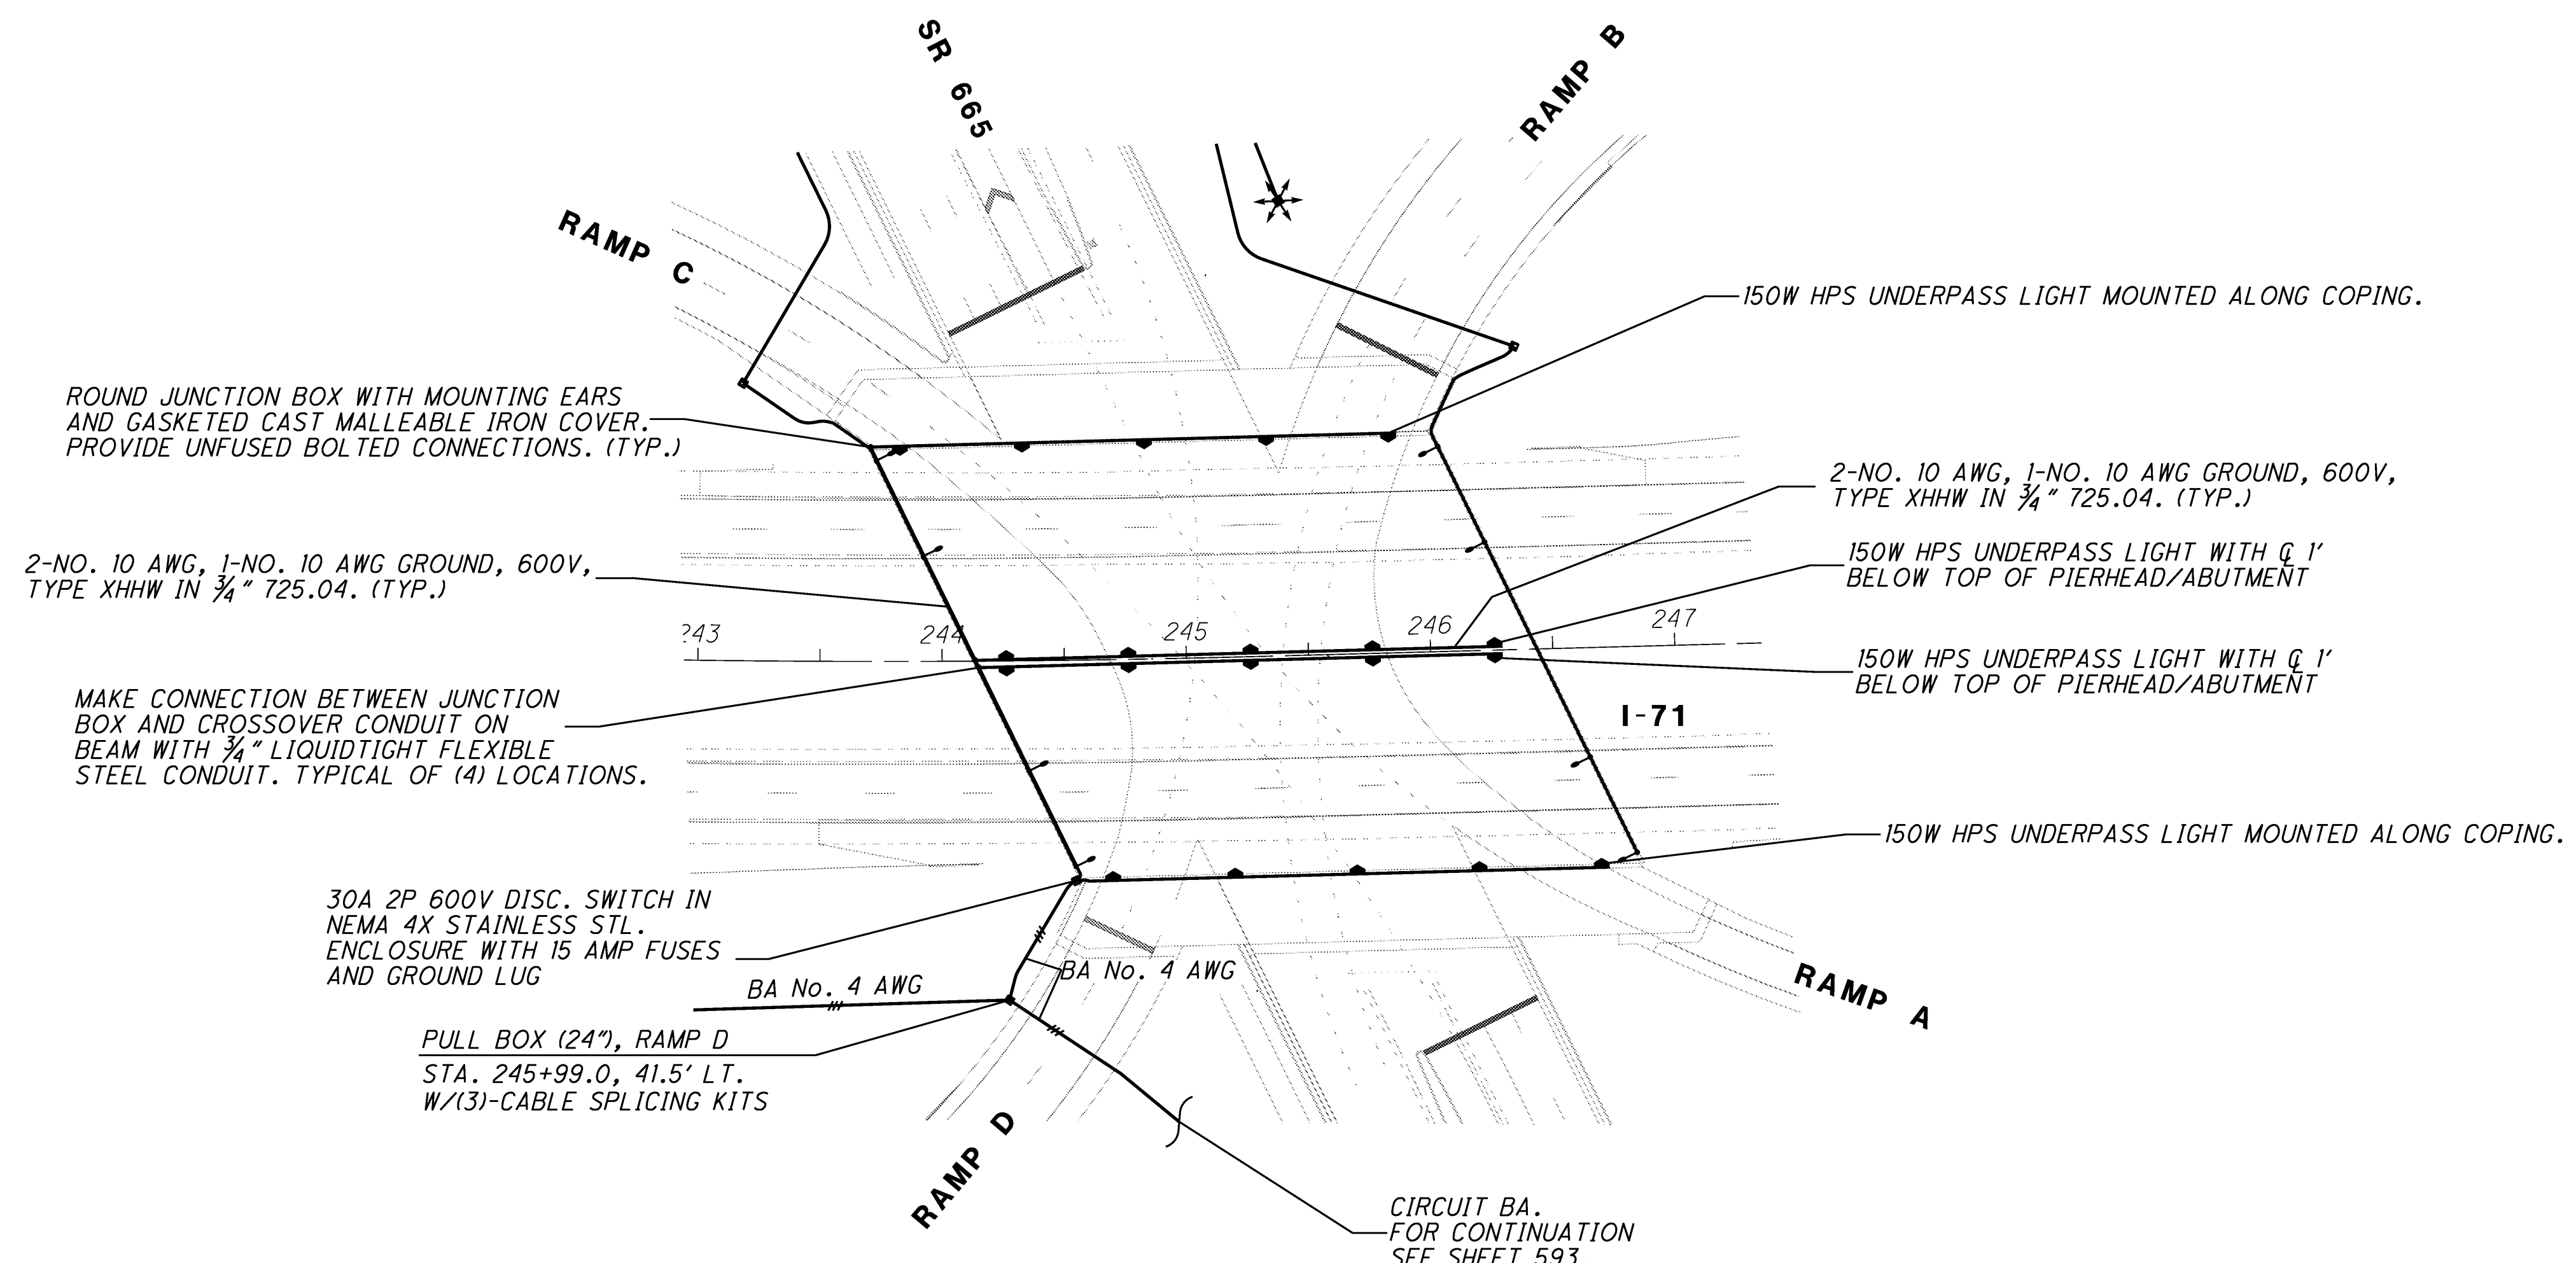 SR 665
RAMP B
RAMP C
150W HPS UNDERPASS LIGHT MOUNTED ALONG COPING.
ROUND JUNCTION BOX WITH MOUNTING EARS
AND GASKETED CAST MALLEABLE IRON COVER.
PROVIDE UNFUSED BOLTED CONNECTIONS. (TYP.)
2-NO. 10 AWG, 1-NO. 10 AWG GROUND, 600V,
TYPE XHHW IN ¾" 725.04. (TYP.)
2-NO. 10 AWG, 1-NO. 10 AWG GROUND, 600V,
TYPE XHHW IN ¾" 725.04. (TYP.)
150W HPS UNDERPASS LIGHT WITH ℄ 1'
BELOW TOP OF PIERHEAD/ABUTMENT
243
244
245
246
247
150W HPS UNDERPASS LIGHT WITH ℄ 1'
BELOW TOP OF PIERHEAD/ABUTMENT
MAKE CONNECTION BETWEEN JUNCTION
BOX AND CROSSOVER CONDUIT ON
BEAM WITH ¾" LIQUIDTIGHT FLEXIBLE
STEEL CONDUIT. TYPICAL OF (4) LOCATIONS.
I-71
150W HPS UNDERPASS LIGHT MOUNTED ALONG COPING.
30A 2P 600V DISC. SWITCH IN
NEMA 4X STAINLESS STL.
ENCLOSURE WITH 15 AMP FUSES
AND GROUND LUG
BA No. 4 AWG
BA No. 4 AWG
RAMP A
PULL BOX (24"), RAMP D
STA. 245+99.0, 41.5' LT.
W/(3)-CABLE SPLICING KITS
RAMP D
CIRCUIT BA.
FOR CONTINUATION
SEE SHEET 593.